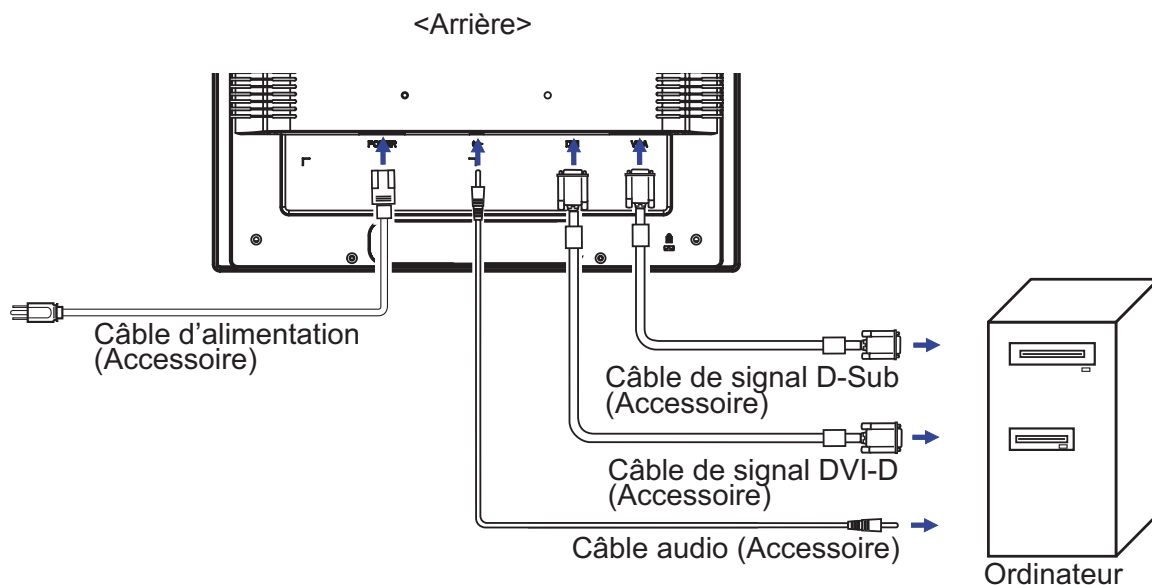 <Arrière>
Câble d’alimentation
(Accessoire)
Câble de signal D-Sub
(Accessoire)
Câble de signal DVI-D
(Accessoire)
Câble audio (Accessoire)
Ordinateur